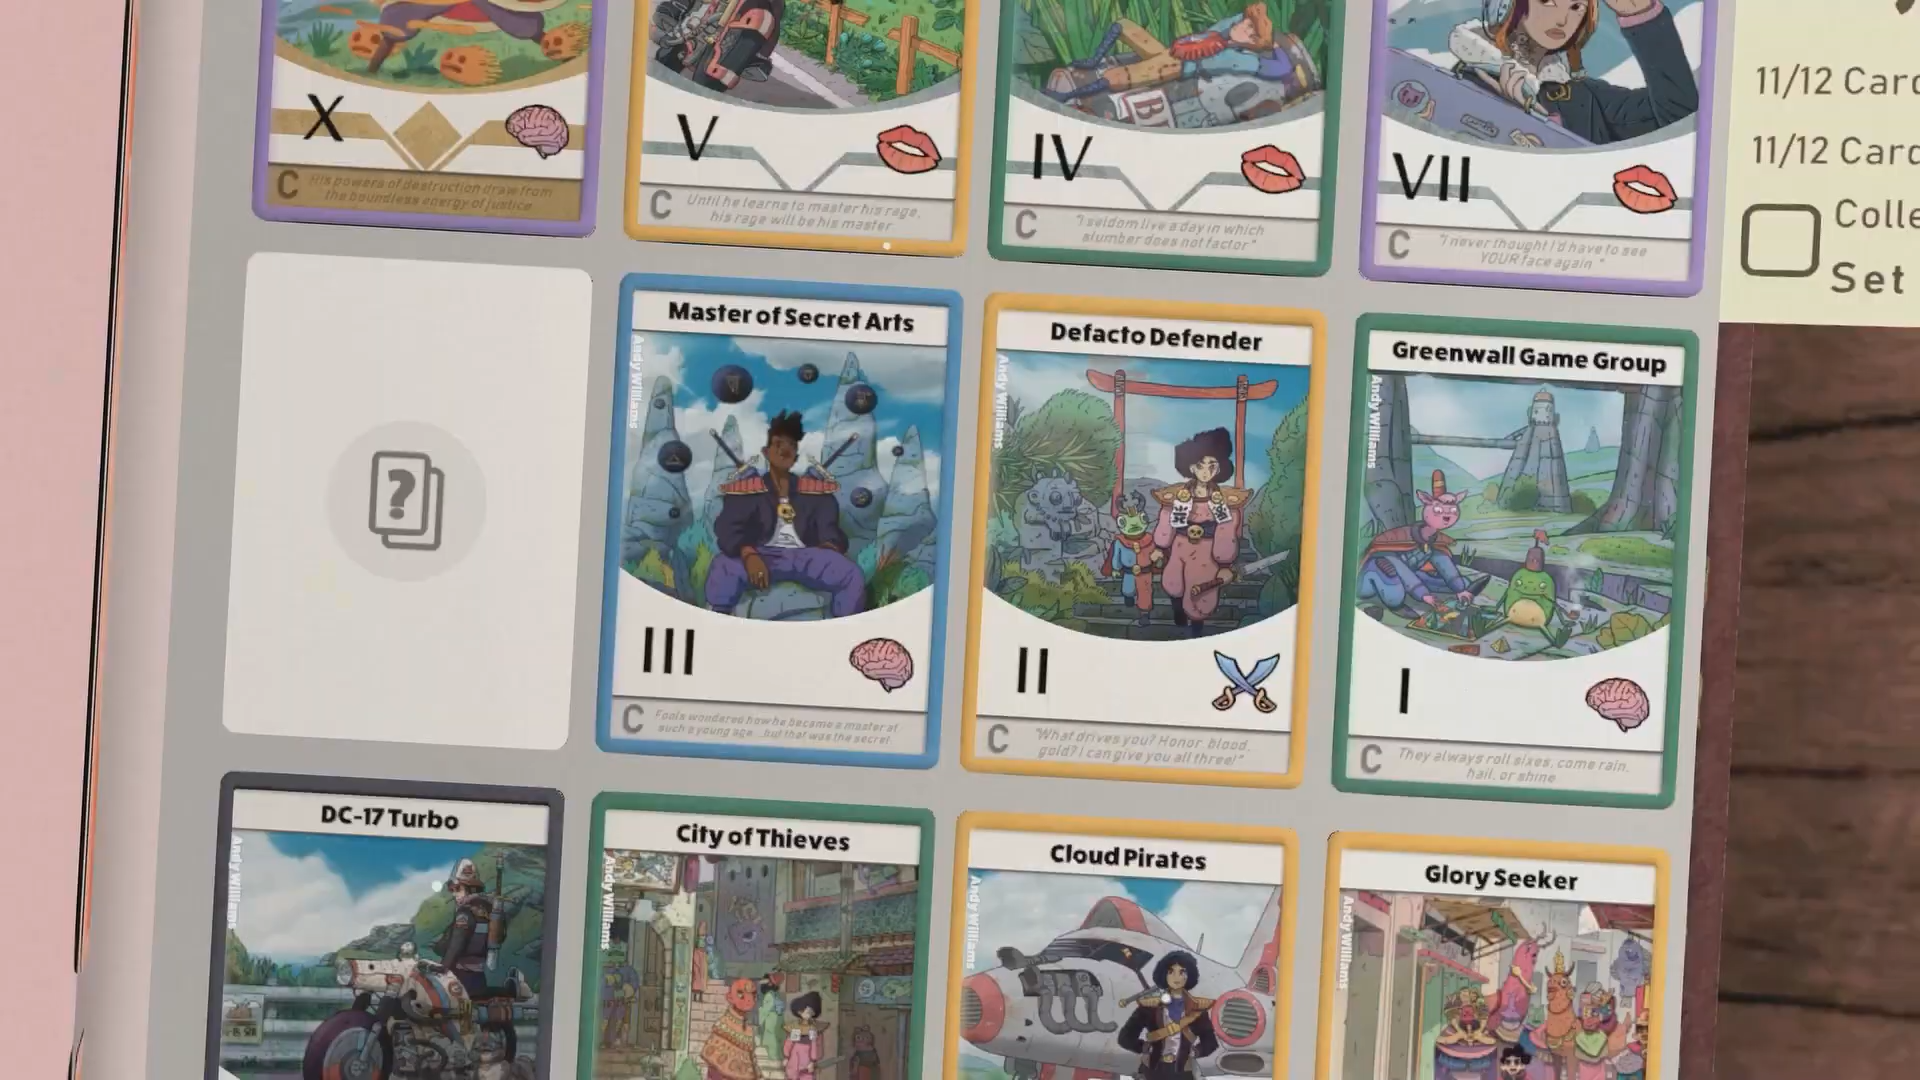 X
C
His powers of destruction draw from
the boundless energy of justice
V
C
Until he learns to master his rage,
his rage will be his master
IV
C
"I seldom live a day in which
slumber does not factor"
VII
C
"I never thought I'd have to see
YOUR face again."
11/12 Card
11/12 Card
Colle
Set
?
Master of Secret Arts
Andy Williams
III
C
Fools wondered how he became a master at
such a young age...but that was the secret
Defacto Defender
Andy Williams
II
C
"What drives you? Honor, blood,
gold? I can give you all three!"
Greenwall Game Group
Andy Williams
I
C
They always roll sixes, come rain,
hail, or shine
DC-17 Turbo
Andy Williams
City of Thieves
Andy Williams
Cloud Pirates
Andy Williams
Glory Seeker
Andy Williams